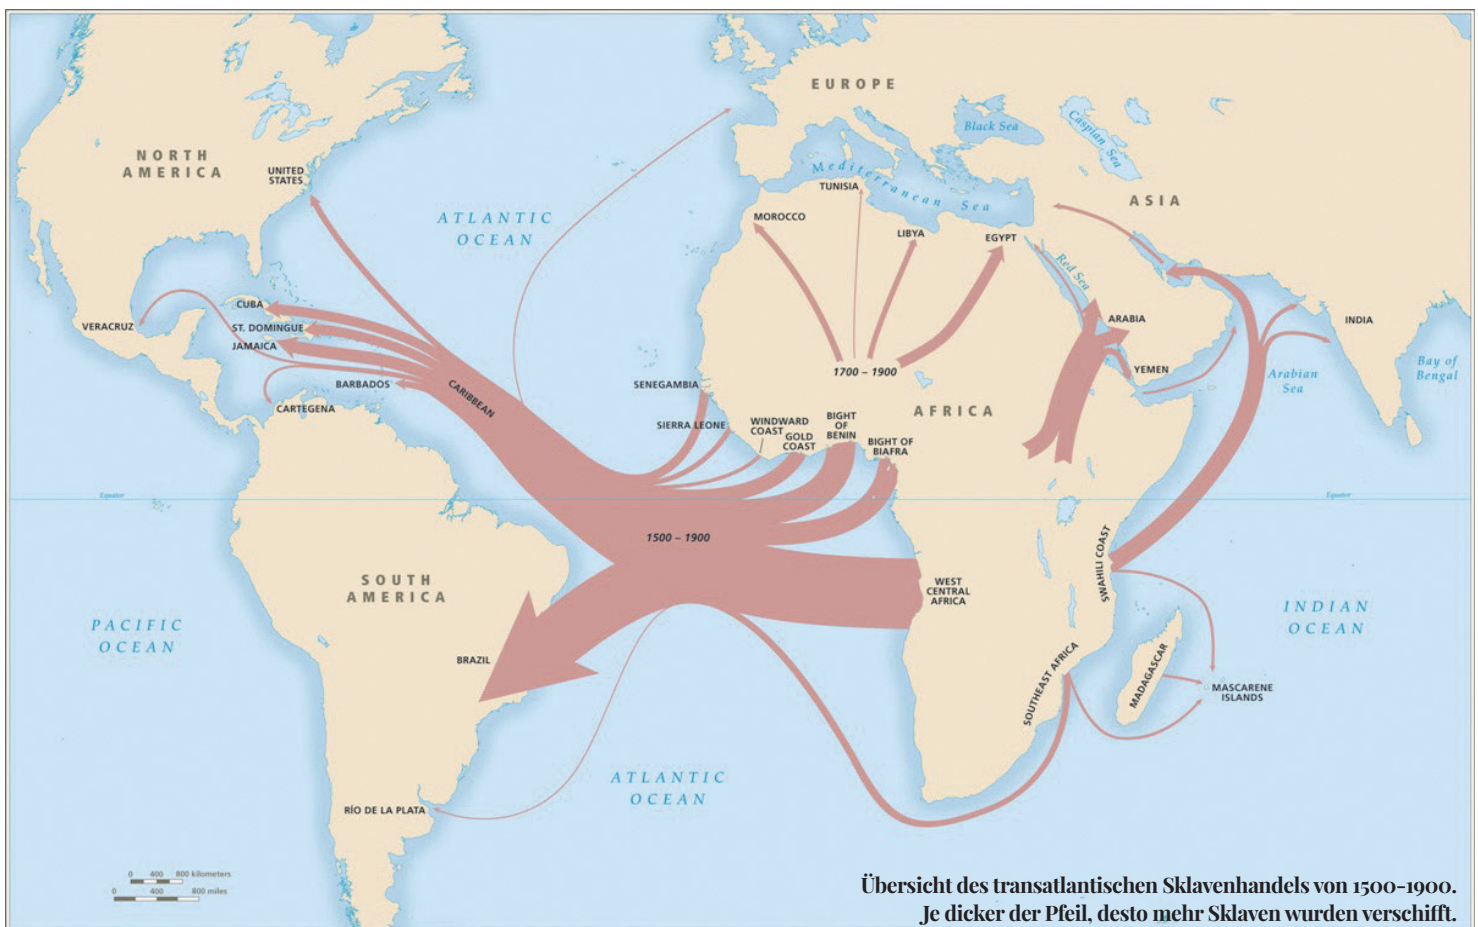 EUROPE
Black Sea
Caspian Sea
NORTH
AMERICA
UNITED
STATES
ATLANTIC
OCEAN
Mediterranean Sea
TUNISIA
MOROCCO
LIBYA
EGYPT
ASIA
Red Sea
CUBA
VERACRUZ
ST. DOMINGUE
JAMAICA
BARBADOS
CARTEGENA
CARIBBEAN
SENEGAMBIA
SIERRA LEONE
WINDWARD
COAST
GOLD
COAST
BIGHT
OF
BENIN
BIGHT OF
BIAFRA
1700 – 1900
AFRICA
ARABIA
YEMEN
INDIA
Arabian
Sea
Bay of
Bengal
Equator
Equator
1500 – 1900
SOUTH
AMERICA
WEST
CENTRAL
AFRICA
SWAHILI COAST
PACIFIC
OCEAN
INDIAN
OCEAN
BRAZIL
SOUTHEAST AFRICA
MADAGASCAR
MASCARENE
ISLANDS
ATLANTIC
OCEAN
RÍO DE LA PLATA
0 400 800 kilometers
0 400 800 miles
Übersicht des transatlantischen Sklavenhandels von 1500-1900.
Je dicker der Pfeil, desto mehr Sklaven wurden verschifft.